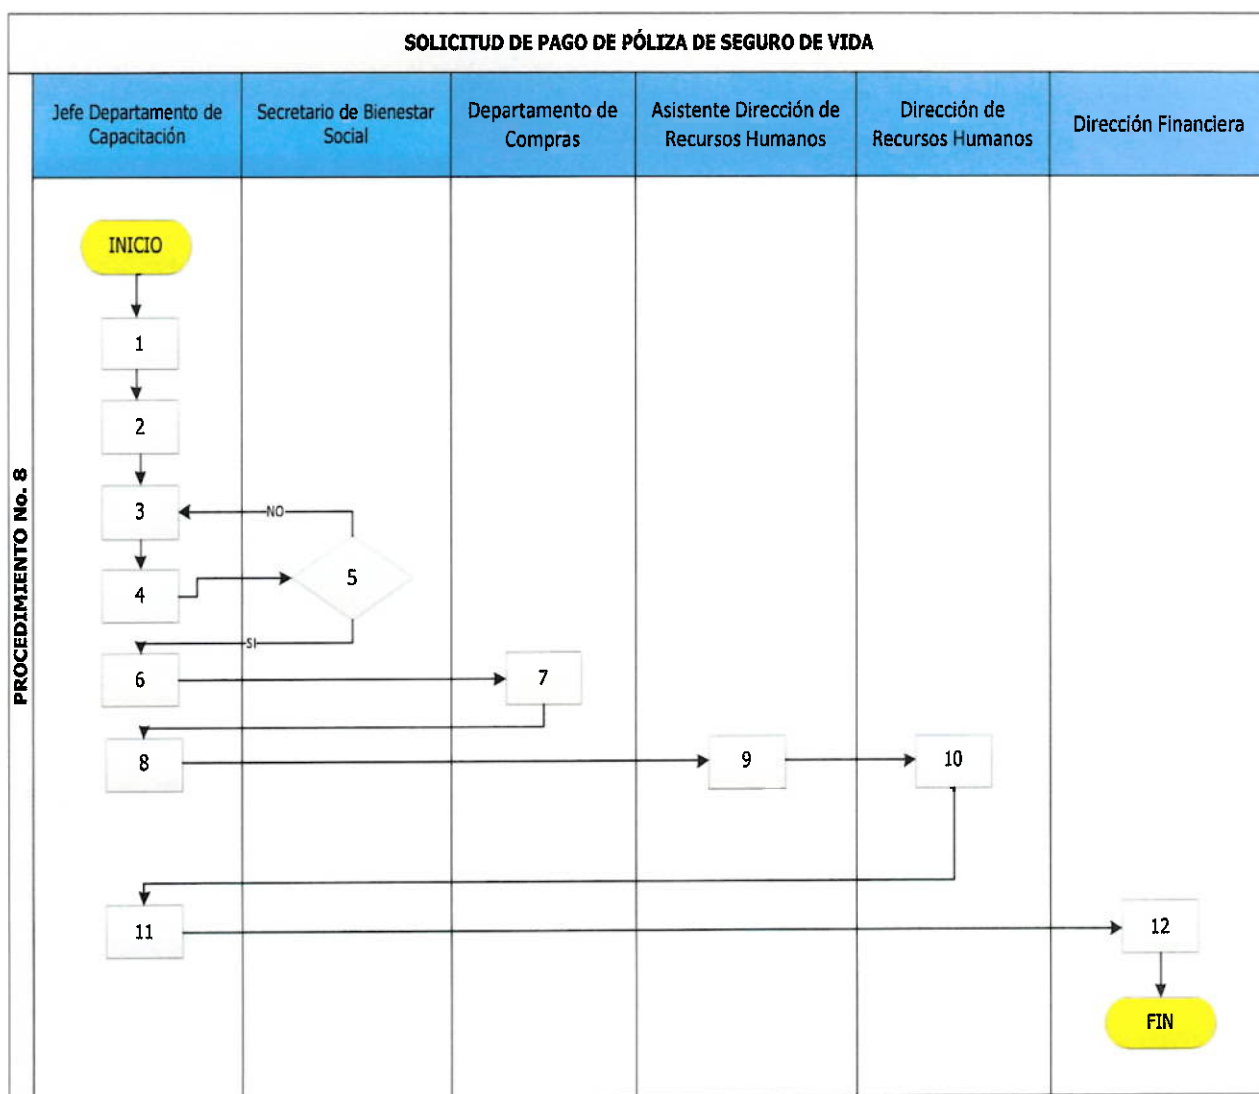 SOLICITUD DE PAGO DE PÓLIZA DE SEGURO DE VIDA
PROCEDIMIENTO No. 8
Jefe Departamento de
Capacitación
Secretario de Bienestar
Social
Departamento de
Compras
Asistente Dirección de
Recursos Humanos
Dirección de
Recursos Humanos
Dirección Financiera
INICIO
1
2
3
NO
4
5
SI
6
7
8
9
10
11
12
FIN